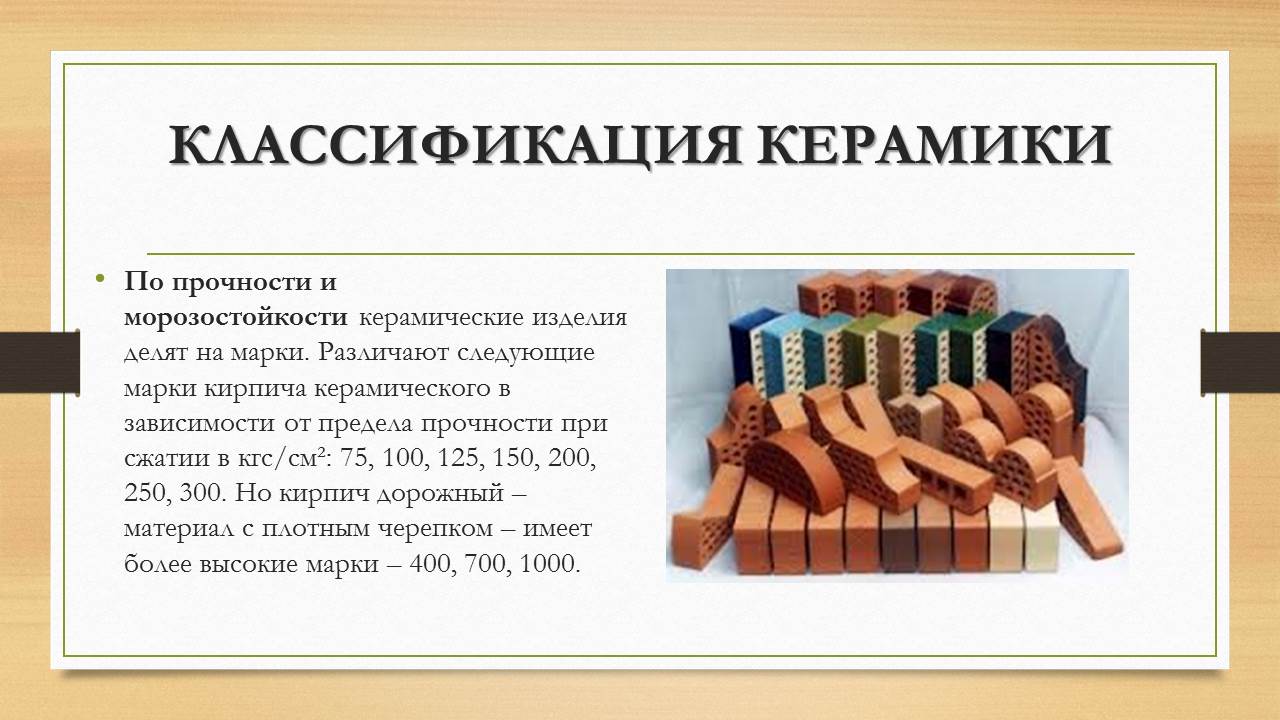 КЛАССИФИКАЦИЯ КЕРАМИКИ
• По прочности и
морозостойкости керамические изделия
делят на марки. Различают следующие
марки кирпича керамического в
зависимости от предела прочности при
сжатии в кгс/см²: 75, 100, 125, 150, 200,
250, 300. Но кирпич дорожный –
материал с плотным черепком – имеет
более высокие марки – 400, 700, 1000.